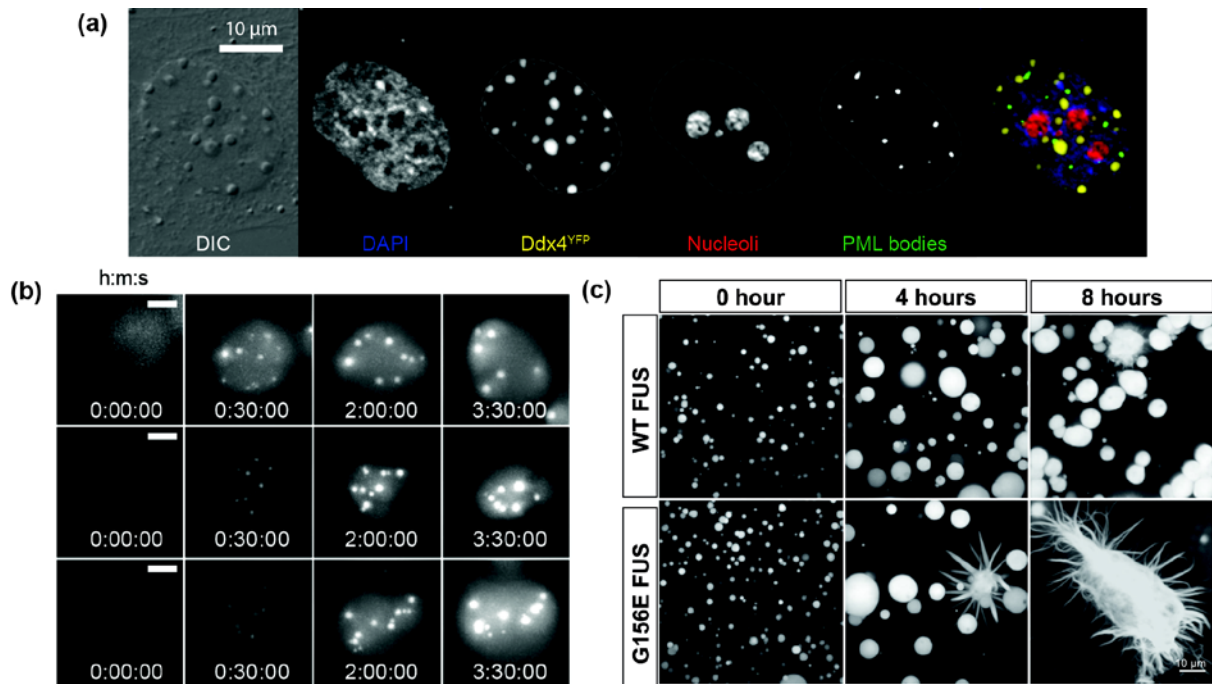 (a)
10 μm
DIC
DAPI
Ddx4YFP
Nucleoli
PML bodies
(b)
h:m:s
0:00:00
0:30:00
2:00:00
3:30:00
0:00:00
0:30:00
2:00:00
3:30:00
0:00:00
0:30:00
2:00:00
3:30:00
(c)
0 hour
4 hours
8 hours
WT FUS
G156E FUS
10 μm